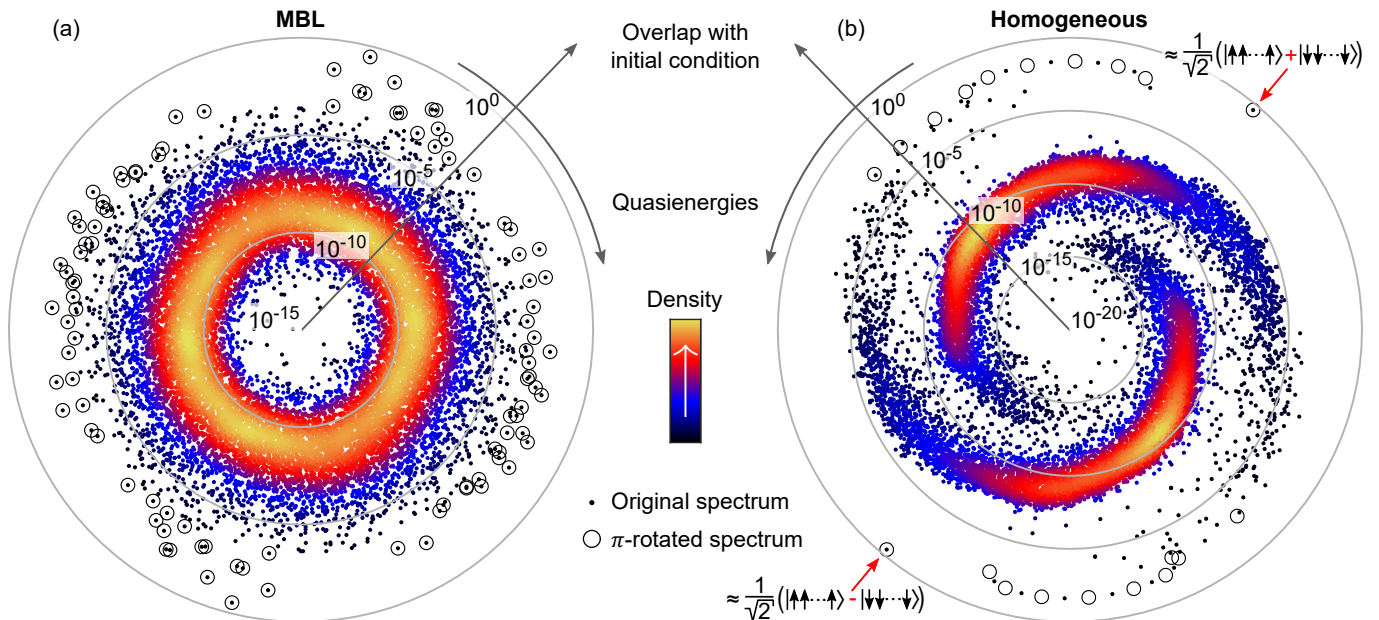 (a)
MBL
Overlap with
initial condition
(b)
Homogeneous
≈ 1/√2 (|↑↑⋯↑⟩ + |↓↓⋯↓⟩)
10^0
10^-5
10^-10
10^-15
Quasienergies
Density
10^0
10^-5
10^-10
10^-15
10^-20
• Original spectrum
○ π-rotated spectrum
≈ 1/√2 (|↑↑⋯↑⟩ - |↓↓⋯↓⟩)